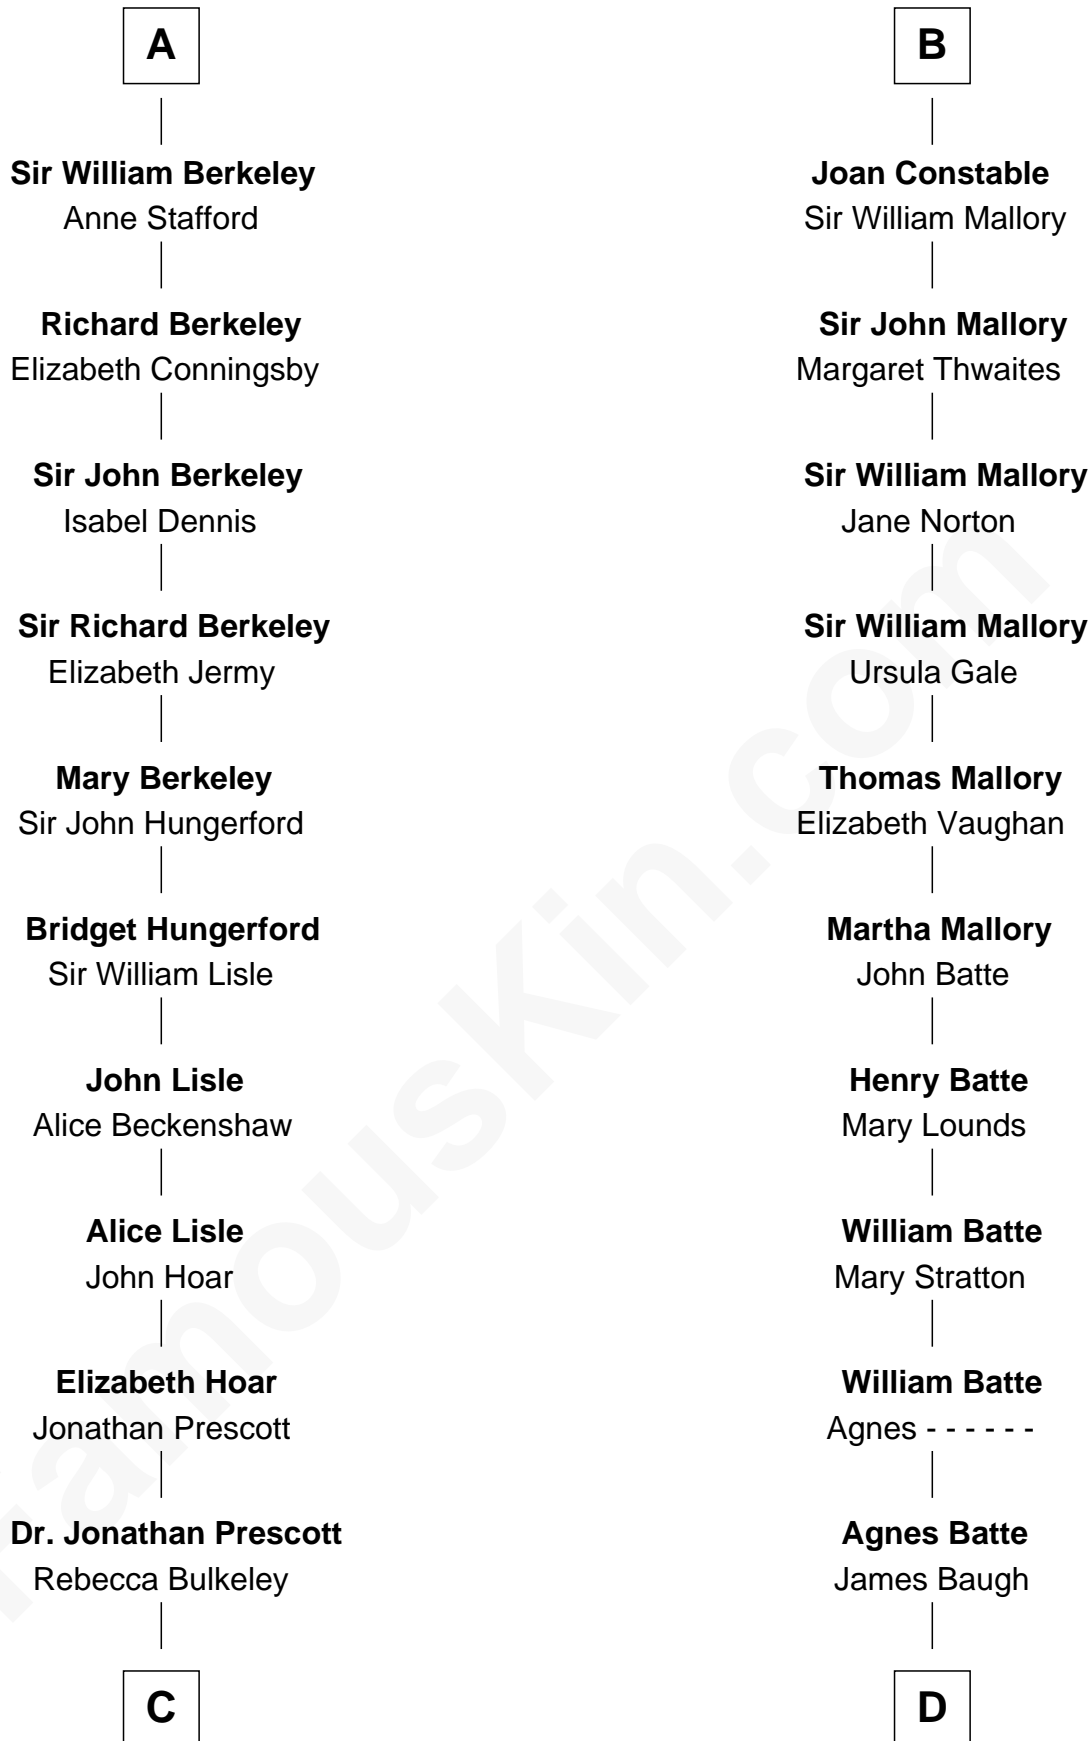 A
Sir William Berkeley
Anne Stafford
Richard Berkeley
Elizabeth Conningsby
Sir John Berkeley
Isabel Dennis
Sir Richard Berkeley
Elizabeth Jermy
Mary Berkeley
Sir John Hungerford
Bridget Hungerford
Sir William Lisle
John Lisle
Alice Beckenshaw
Alice Lisle
John Hoar
Elizabeth Hoar
Jonathan Prescott
Dr. Jonathan Prescott
Rebecca Bulkeley
C
B
Joan Constable
Sir William Mallory
Sir John Mallory
Margaret Thwaites
Sir William Mallory
Jane Norton
Sir William Mallory
Ursula Gale
Thomas Mallory
Elizabeth Vaughan
Martha Mallory
John Batte
Henry Batte
Mary Lounds
William Batte
Mary Stratton
William Batte
Agnes - - - - - -
Agnes Batte
James Baugh
D
FamousKin.com